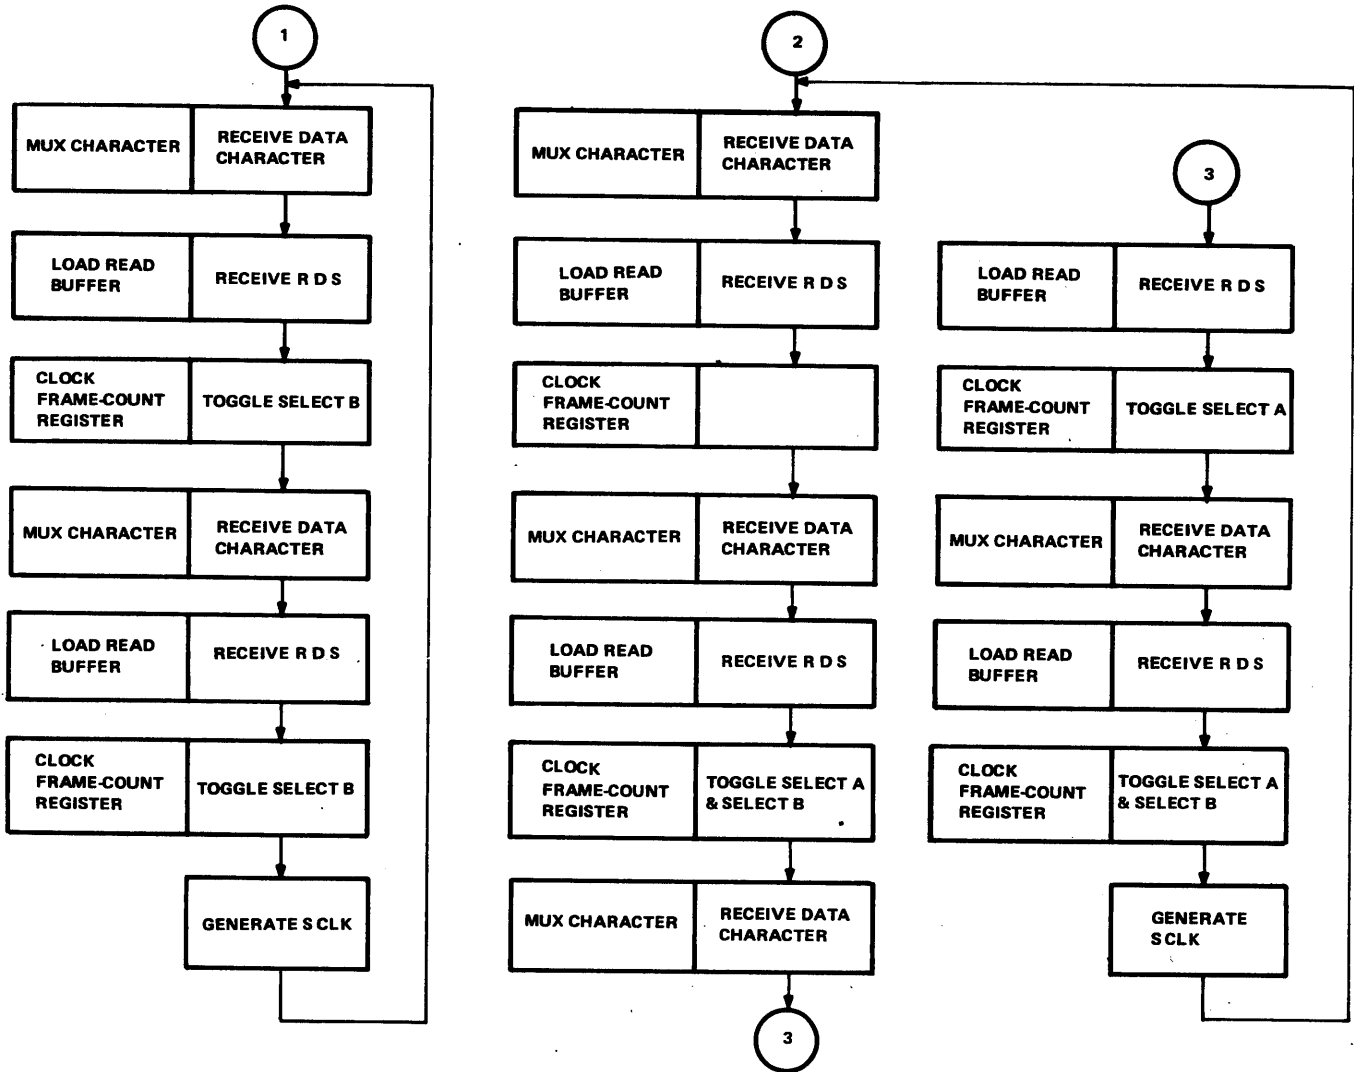 1
MUX CHARACTER
RECEIVE DATA
CHARACTER
LOAD READ
BUFFER
RECEIVE R D S
CLOCK
FRAME-COUNT
REGISTER
TOGGLE SELECT B
MUX CHARACTER
RECEIVE DATA
CHARACTER
LOAD READ
BUFFER
RECEIVE R D S
CLOCK
FRAME-COUNT
REGISTER
TOGGLE SELECT B
GENERATE S CLK
2
MUX CHARACTER
RECEIVE DATA
CHARACTER
LOAD READ
BUFFER
RECEIVE R D S
CLOCK
FRAME-COUNT
REGISTER
MUX CHARACTER
RECEIVE DATA
CHARACTER
LOAD READ
BUFFER
RECEIVE R D S
CLOCK
FRAME-COUNT
REGISTER
TOGGLE SELECT A
& SELECT B
MUX CHARACTER
RECEIVE DATA
CHARACTER
3
3
LOAD READ
BUFFER
RECEIVE R D S
CLOCK
FRAME-COUNT
REGISTER
TOGGLE SELECT A
MUX CHARACTER
RECEIVE DATA
CHARACTER
LOAD READ
BUFFER
RECEIVE R D S
CLOCK
FRAME-COUNT
REGISTER
TOGGLE SELECT A
& SELECT B
GENERATE
S CLK